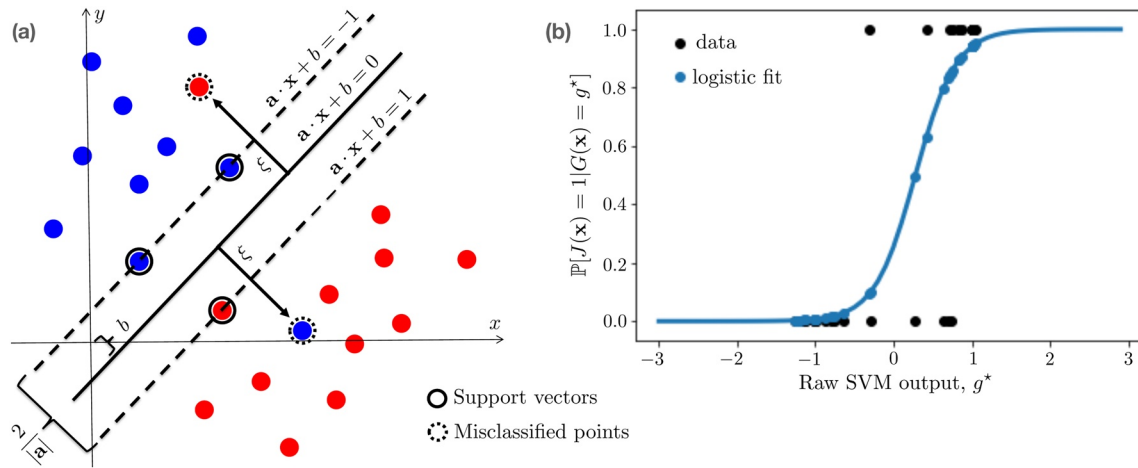 (a)
y
a · x + b = −1
a · x + b = 0
a · x + b = 1
ξ
ξ
b
x
2
|a|
Support vectors
Misclassified points
(b)
data
logistic fit
ℙ[J(x) = 1|G(x) = g⋆]
1.0
0.8
0.6
0.4
0.2
0.0
−3 −2 −1 0 1 2 3
Raw SVM output, g⋆